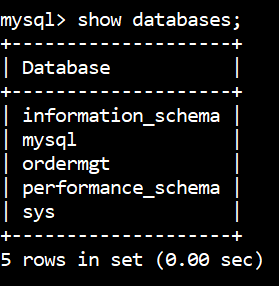 mysql> show databases;
+--------------------+
| Database           |
+--------------------+
| information_schema |
| mysql              |
| ordermgt           |
| performance_schema |
| sys                |
+--------------------+
5 rows in set (0.00 sec)